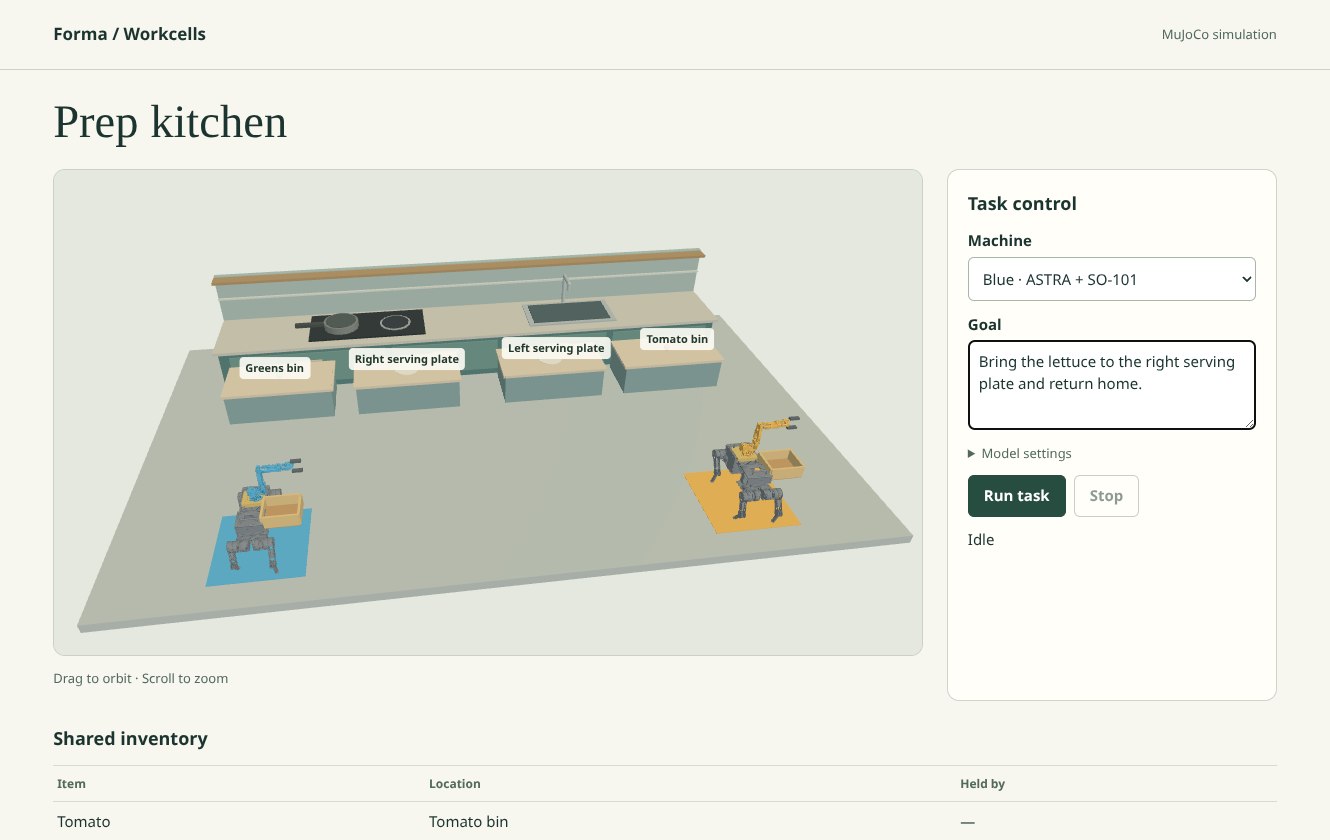 Forma / Workcells
MuJoCo simulation
Prep kitchen
Greens bin
Right serving plate
Left serving plate
Tomato bin
Drag to orbit · Scroll to zoom
Task control
Machine
Blue · ASTRA + SO-101
Goal
Bring the lettuce to the right serving
plate and return home.
Model settings
Run task
Stop
Idle
Shared inventory
Item
Location
Held by
Tomato
Tomato bin
—